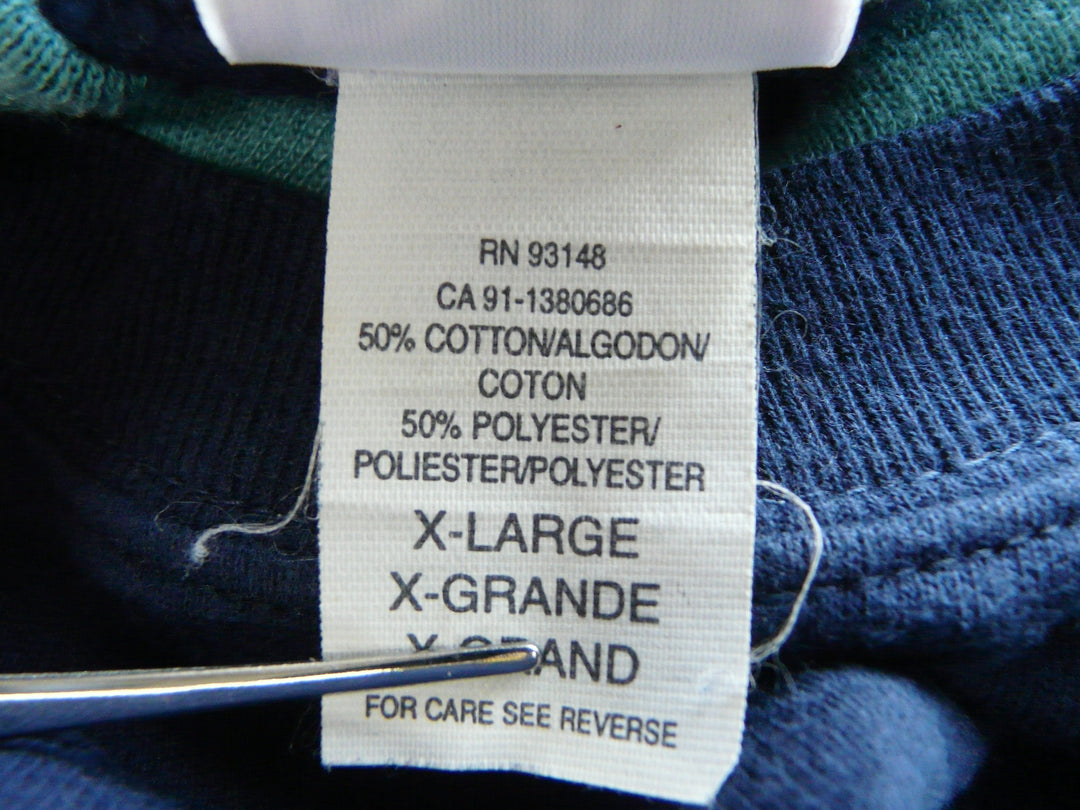 RN 93148
CA 91-1380686
50% COTTON/ALGODON/
COTON
50% POLYESTER/
POLIESTER/POLYESTER
X-LARGE
X-GRANDE
X-GRAND
FOR CARE SEE REVERSE